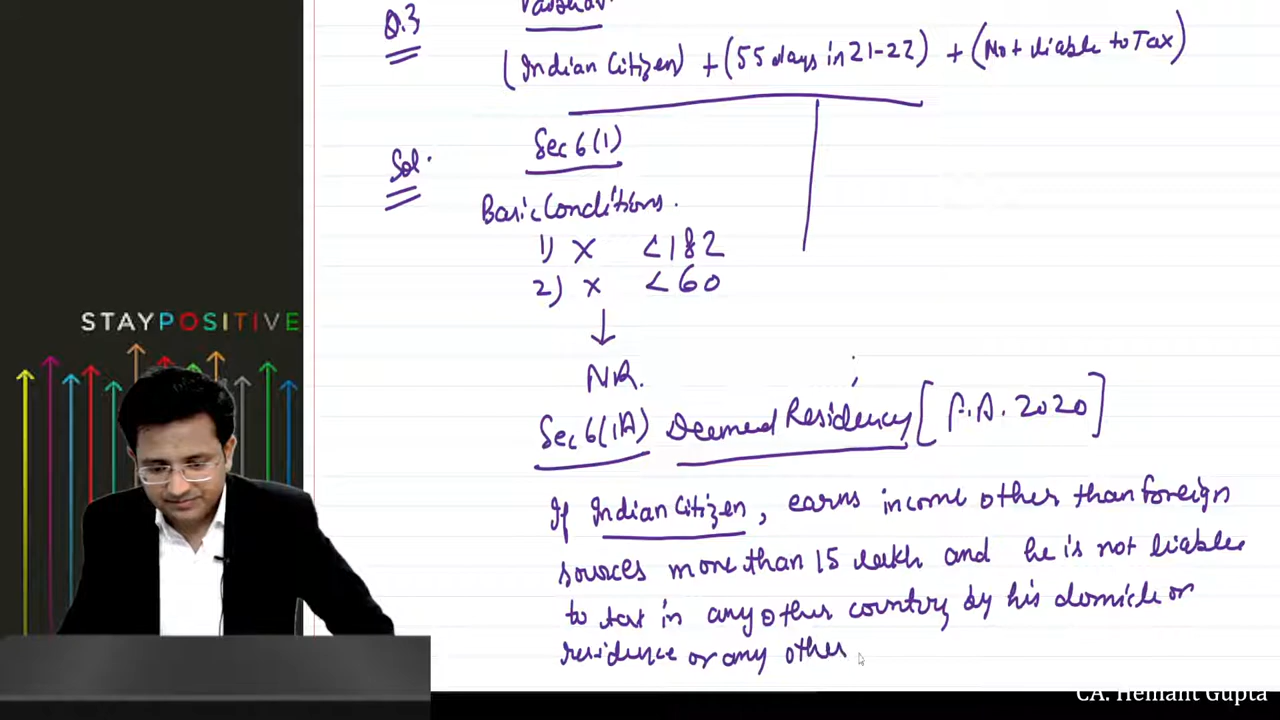 Q.3
(Indian Citizen) + (55 days in 21-22) + (Not liable to Tax)
Sol.
Sec 6(1)
Basic Conditions.
1) × <182
2) × <60
↓
NR.
STAYPOSITIVE
Sec 6(1A) Deemed Residency [F.A. 2020]
If Indian Citizen, earns income other than foreign
sources more than 15 lakh and he is not liable
to tax in any other country by his domicile or
residence or any other
CA. Hemant Gupta